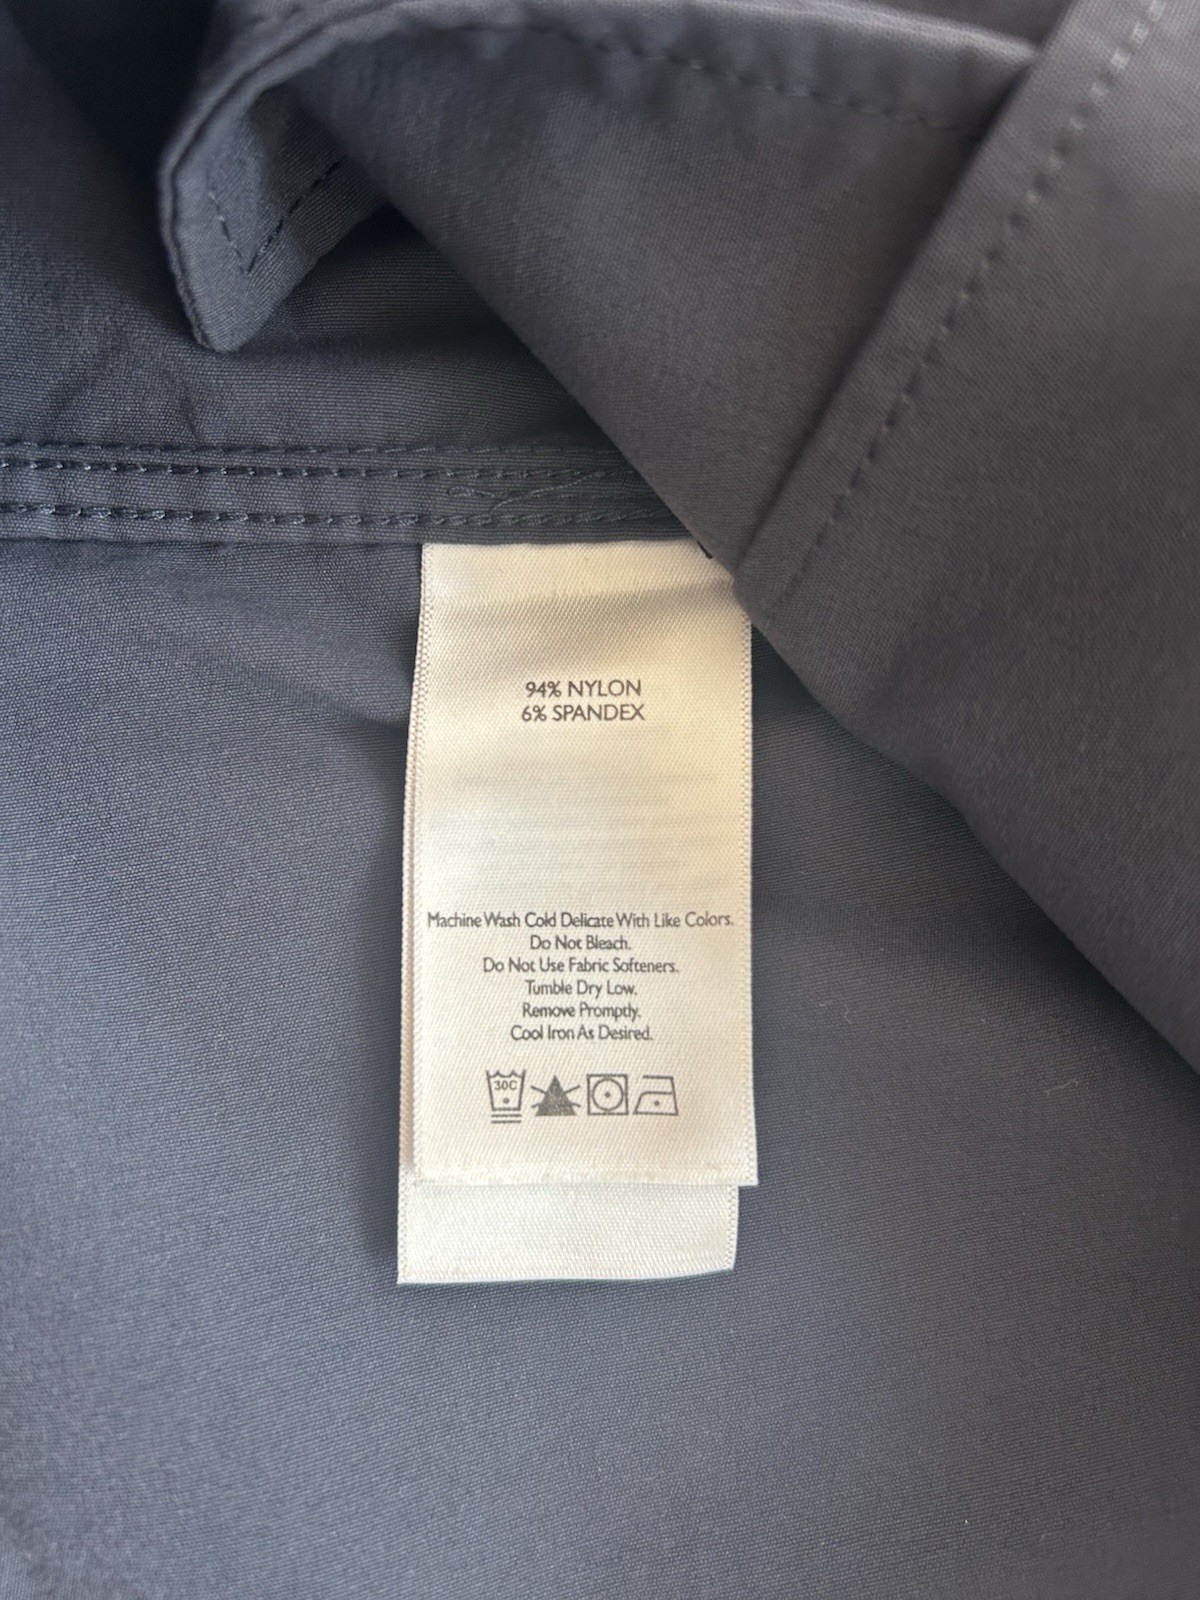 94% NYLON
6% SPANDEX
Machine Wash Cold Delicate With Like Colors.
Do Not Bleach.
Do Not Use Fabric Softeners.
Tumble Dry Low.
Remove Promptly.
Cool Iron As Desired.
30C